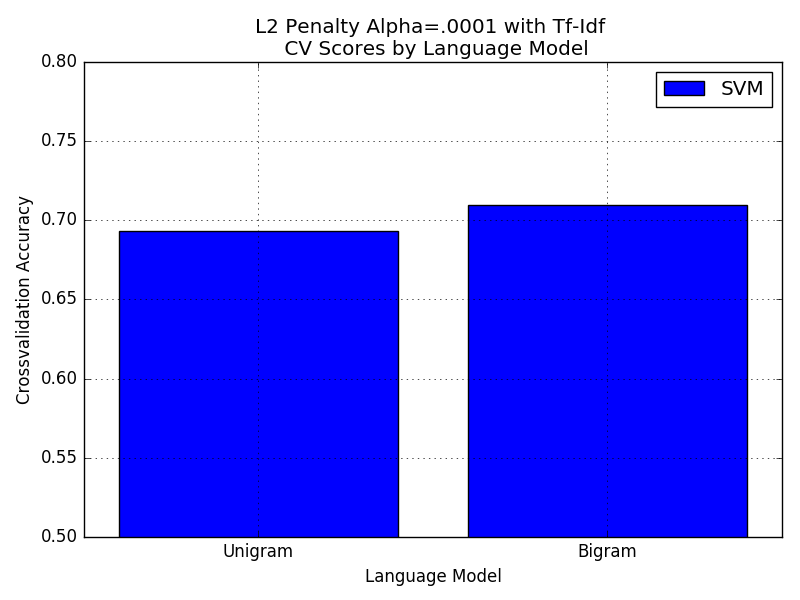 L2 Penalty Alpha=.0001 with Tf-Idf
CV Scores by Language Model
SVM
Crossvalidation Accuracy
0.80
0.75
0.70
0.65
0.60
0.55
0.50
Unigram
Bigram
Language Model